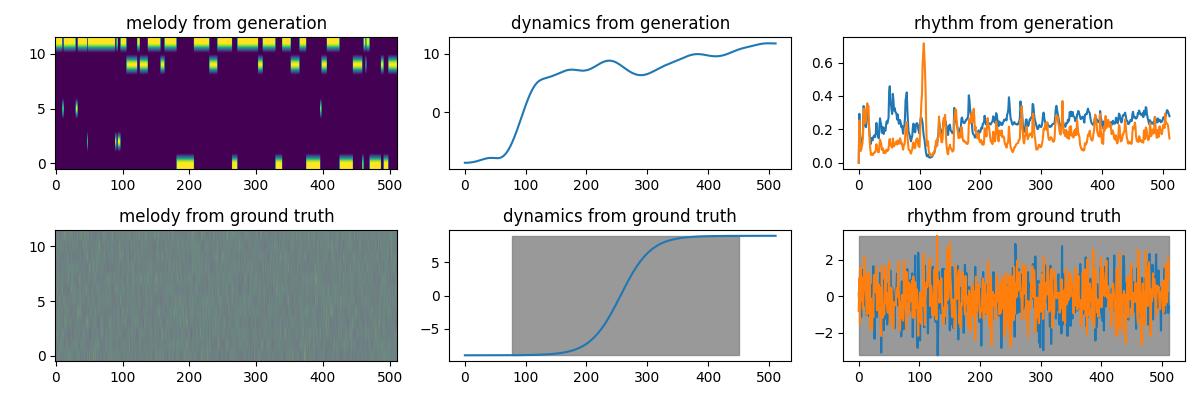 melody from generation
10
5
0
0 100 200 300 400 500
dynamics from generation
10
0
0 100 200 300 400 500
rhythm from generation
0.6
0.4
0.2
0.0
0 100 200 300 400 500
melody from ground truth
10
5
0
0 100 200 300 400 500
dynamics from ground truth
5
0
−5
0 100 200 300 400 500
rhythm from ground truth
2
0
−2
0 100 200 300 400 500